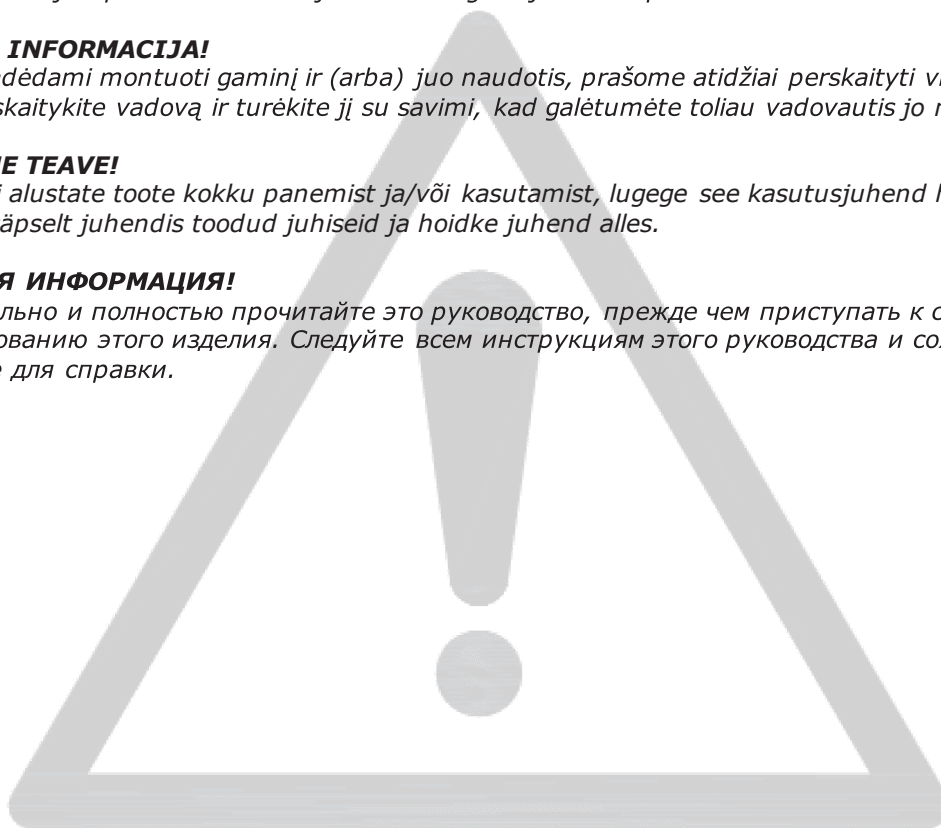 INFORMACIJA!
dėdami montuoti gaminį ir (arba) juo naudotis, prašome atidžiai perskaityti
skaitykite vadovą ir turėkite jį su savimi, kad galėtumėte toliau vadovautis jo
E TEAVE!
alustate toote kokku panemist ja/või kasutamist, lugege see kasutusjuhend
äpselt juhendis toodud juhiseid ja hoidke juhend alles.
Я ИНФОРМАЦИЯ!
льно и полностью прочитайте это руководство, прежде чем приступать к
ованию этого изделия. Следуйте всем инструкциям этого руководства и
для справки.